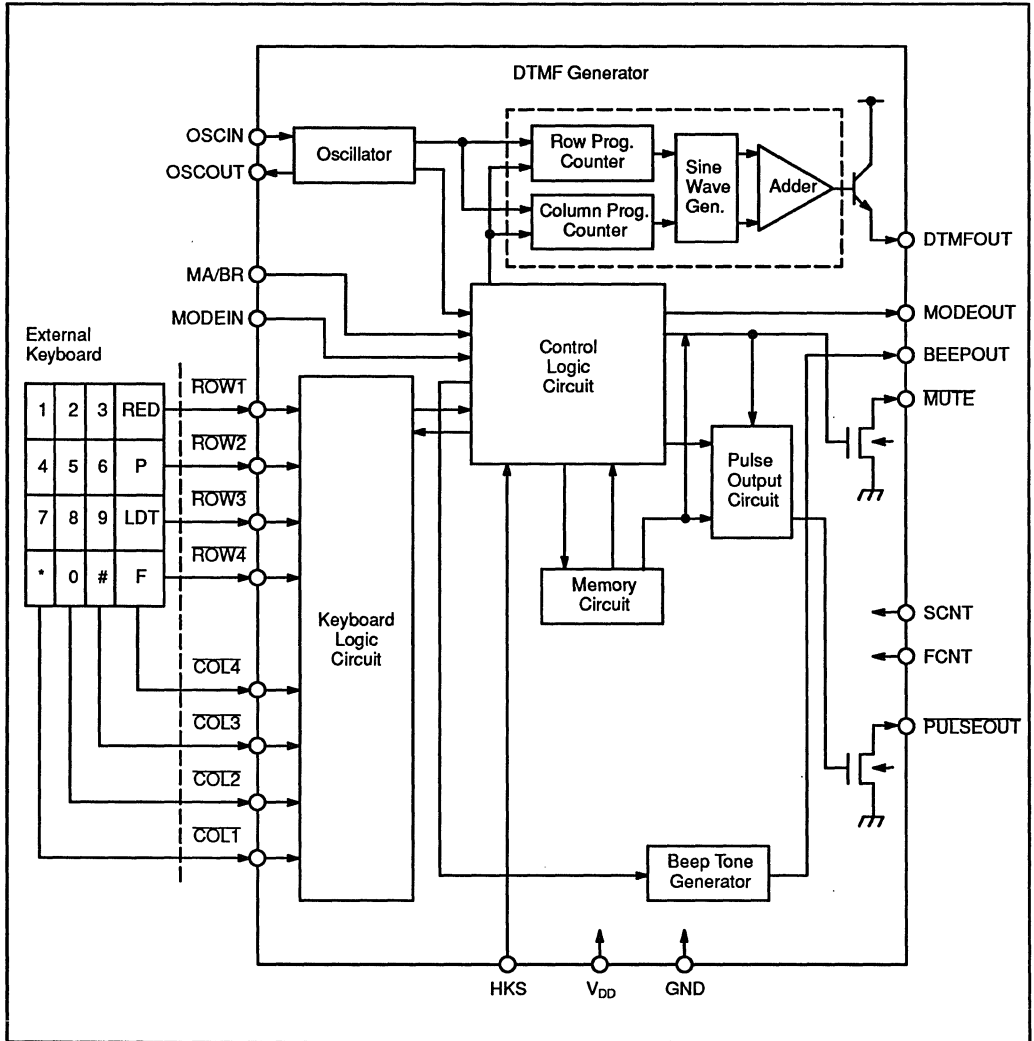 DTMF Generator
OSCIN
OSCOUT
Oscillator
Row Prog.
Counter
Column Prog.
Counter
Sine
Wave
Gen.
Adder
DTMFOUT
MA/BR
MODEIN
Control
Logic
Circuit
MODEOUT
BEEPOUT
MUTE
External
Keyboard
1 2 3 RED
4 5 6 P
7 8 9 LDT
* 0 # F
ROW1
ROW2
ROW3
ROW4
COL4
COL3
COL2
COL1
Keyboard
Logic
Circuit
Pulse
Output
Circuit
Memory
Circuit
SCNT
FCNT
PULSEOUT
Beep Tone
Generator
HKS
VDD
GND